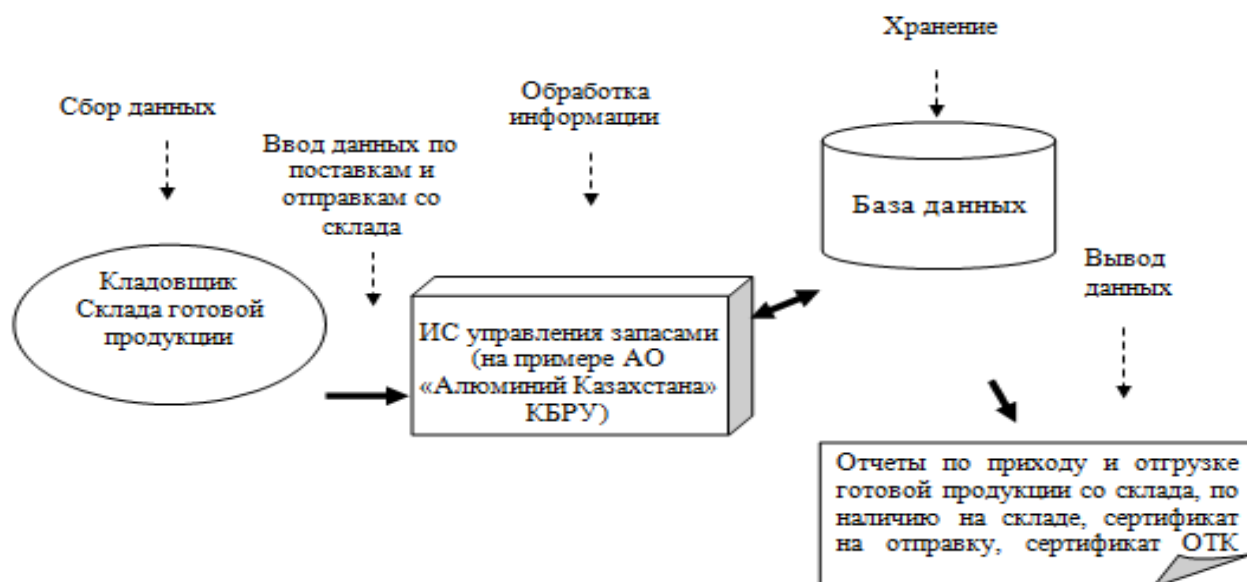 Хранение
Сбор данных
Обработка
информации
Ввод данных по
поставкам и
отправкам со
склада
База данных
Вывод
данных
Кладовщик
Склада готовой
продукции
ИС управления запасами
(на примере АО
«Алюминий Казахстана»
КБРУ)
Отчеты по приходу и отгрузке
готовой продукции со склада, по
наличию на складе, сертификат
на отправку, сертификат ОТК